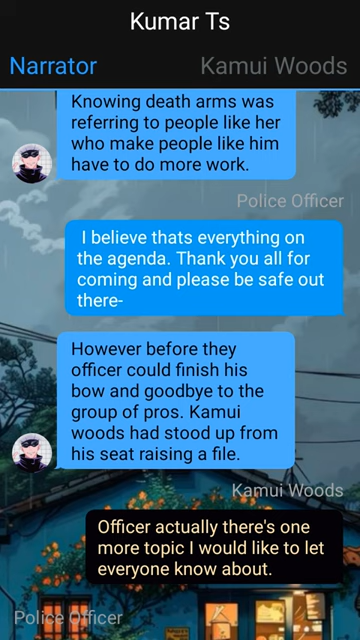 Kumar Ts
Narrator
Kamui Woods
Knowing death arms was
referring to people like her
who make people like him
have to do more work.
Police Officer
I believe thats everything on
the agenda. Thank you all for
coming and please be safe out
there-
However before they
officer could finish his
bow and goodbye to the
group of pros. Kamui
woods had stood up from
his seat raising a file.
Kamui Woods
Officer actually there's one
more topic I would like to let
everyone know about.
Police Officer